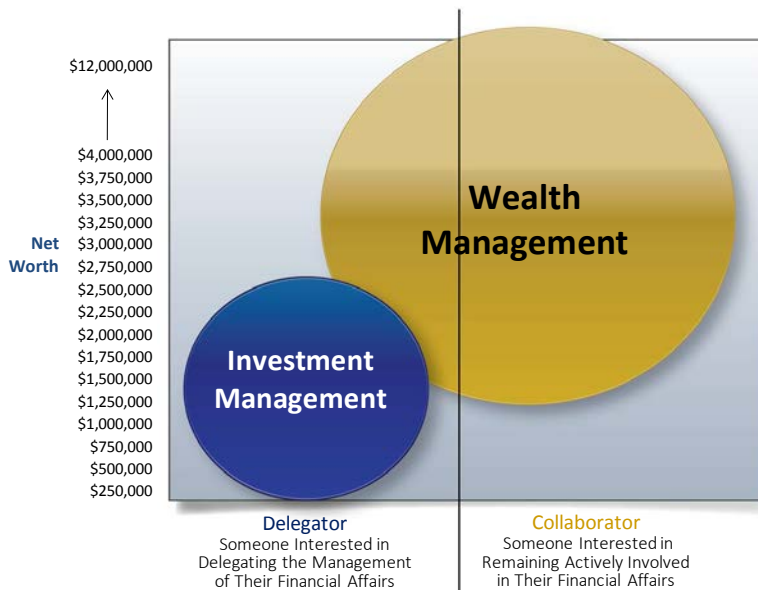 $12,000,000
$4,000,000
$3,750,000
$3,500,000
$3,250,000
$3,000,000
$2,750,000
$2,500,000
$2,250,000
$2,000,000
$1,750,000
$1,500,000
$1,250,000
$1,000,000
$750,000
$500,000
$250,000
Net
Worth
Wealth
Management
Investment
Management
Delegator
Someone Interested in
Delegating the Management
of Their Financial Affairs
Collaborator
Someone Interested in
Remaining Actively Involved
in Their Financial Affairs